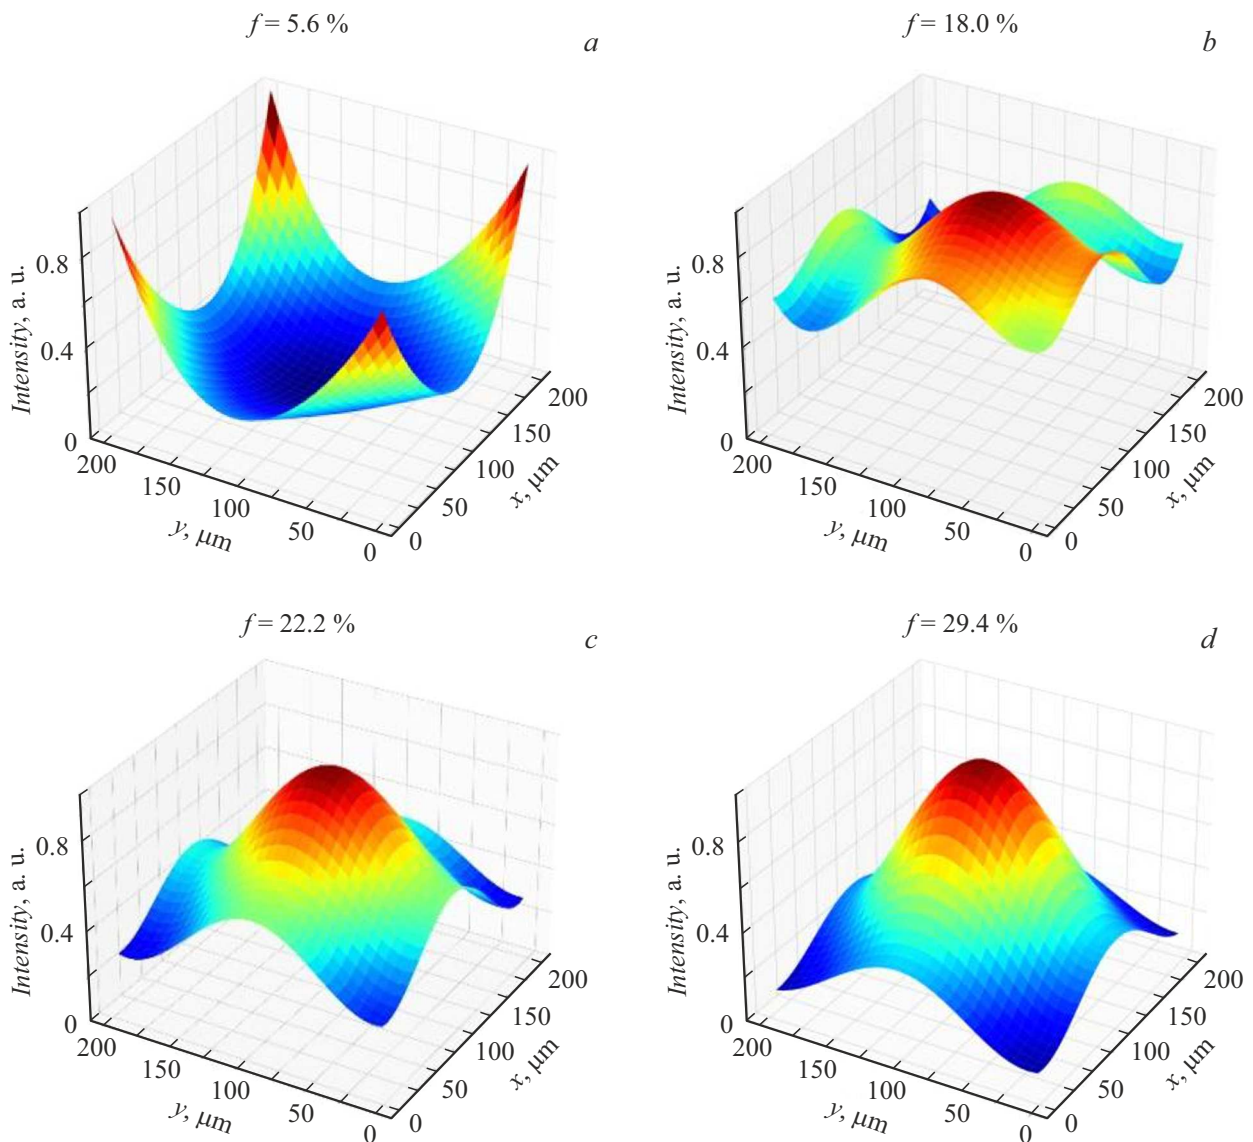 f = 5.6 %
a
Intensity, a. u.
0.8
0.4
0
200
150
100
50
0
y, μm
0
50
100
150
200
x, μm
f = 18.0 %
b
Intensity, a. u.
0.8
0.4
0
200
150
100
50
0
y, μm
0
50
100
150
200
x, μm
f = 22.2 %
c
Intensity, a. u.
0.8
0.4
0
200
150
100
50
0
y, μm
0
50
100
150
200
x, μm
f = 29.4 %
d
Intensity, a. u.
0.8
0.4
0
200
150
100
50
0
y, μm
0
50
100
150
200
x, μm